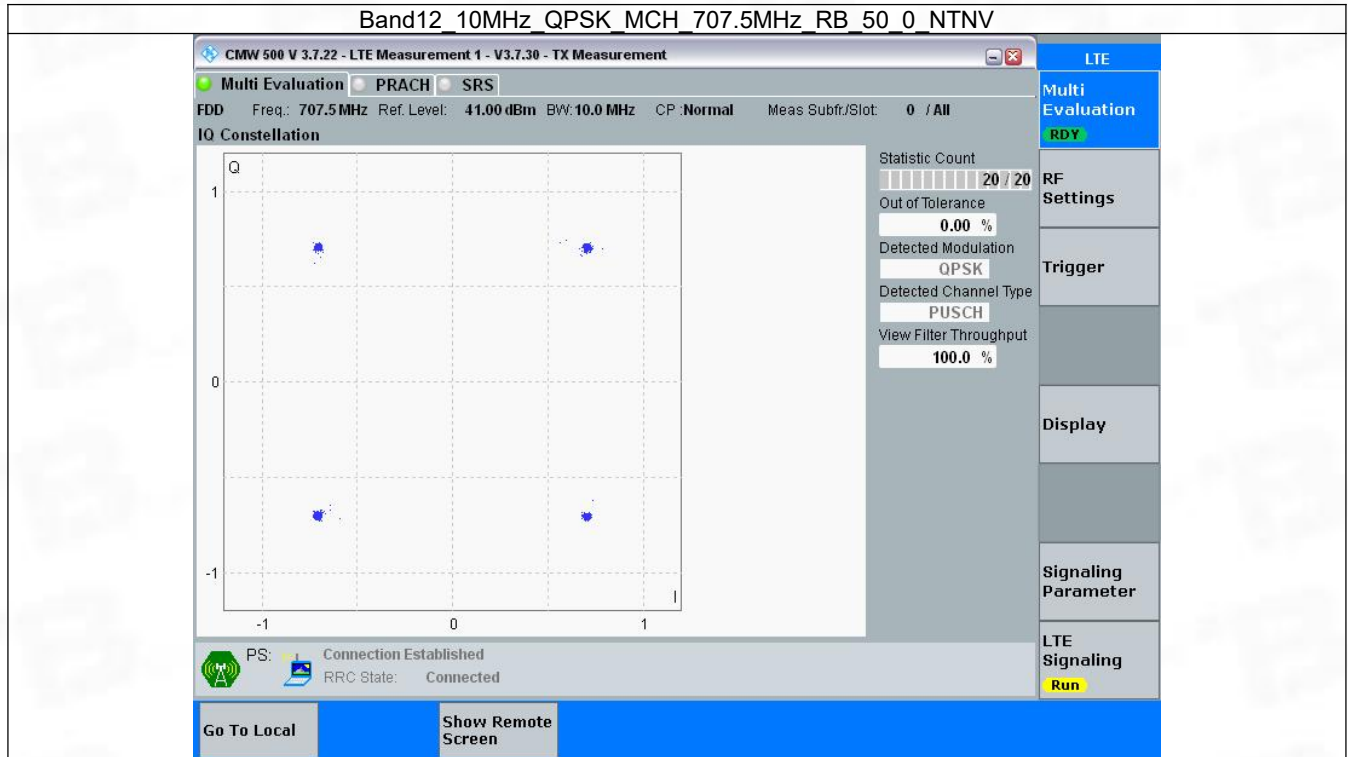 Band12_10MHz_QPSK_MCH_707.5MHz_RB_50_0_NTNV
CMW 500 V 3.7.22 - LTE Measurement 1 - V3.7.30 - TX Measurement
LTE
Multi Evaluation PRACH SRS
Multi
Evaluation
RDY
FDD Freq.: 707.5 MHz Ref. Level: 41.00 dBm BW: 10.0 MHz CP :Normal Meas Subfr./Slot: 0 / All
IQ Constellation
Q
1
0
-1
I
-1 0 1
Statistic Count
20 / 20
Out of Tolerance
0.00 %
Detected Modulation
QPSK
Detected Channel Type
PUSCH
View Filter Throughput
100.0 %
RF
Settings
Trigger
Display
Signaling
Parameter
LTE
Signaling
Run
PS: Connection Established
RRC State: Connected
Go To Local
Show Remote
Screen